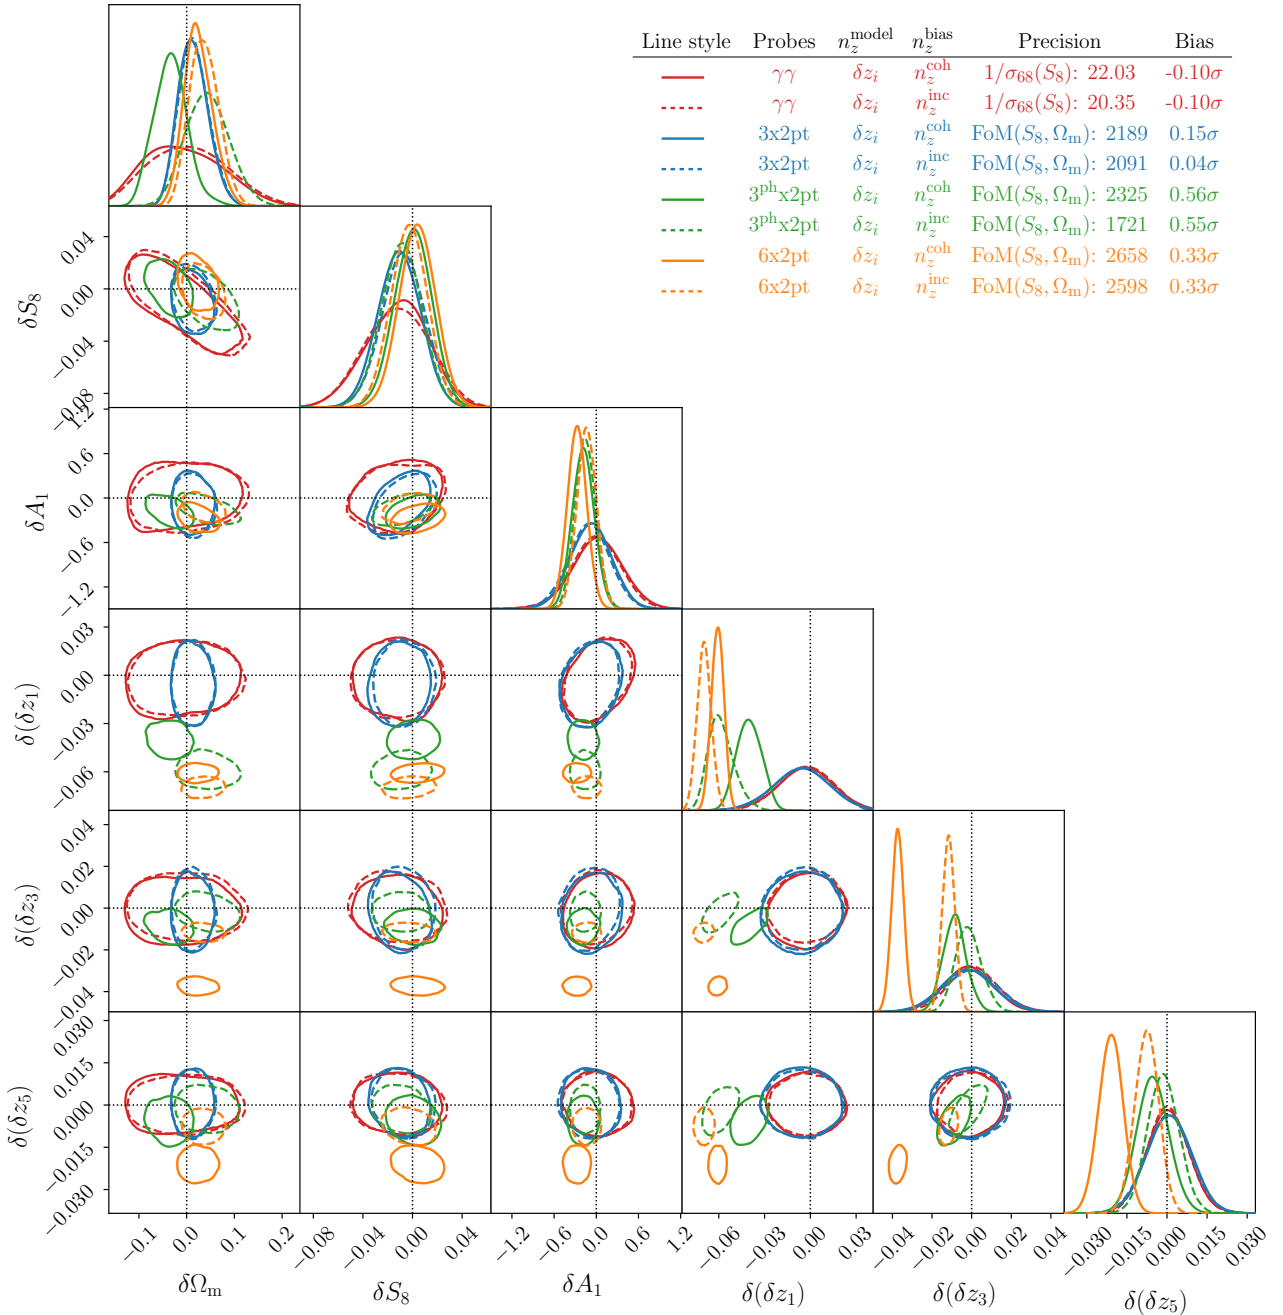 Line style Probes n_z^model n_z^bias Precision Bias
γγ δz_i n_z^coh 1/σ_68(S_8): 22.03 -0.10σ
γγ δz_i n_z^inc 1/σ_68(S_8): 20.35 -0.10σ
3x2pt δz_i n_z^coh FoM(S_8, Ω_m): 2189 0.15σ
3x2pt δz_i n_z^inc FoM(S_8, Ω_m): 2091 0.04σ
3^ph x2pt δz_i n_z^coh FoM(S_8, Ω_m): 2325 0.56σ
3^ph x2pt δz_i n_z^inc FoM(S_8, Ω_m): 1721 0.55σ
6x2pt δz_i n_z^coh FoM(S_8, Ω_m): 2658 0.33σ
6x2pt δz_i n_z^inc FoM(S_8, Ω_m): 2598 0.33σ
0.04
0.00
−0.04
−0.08
δS_8
1.2
0.6
0.0
−0.6
−1.2
δA_1
0.03
0.00
−0.03
−0.06
δ(δz_1)
0.04
0.02
0.00
−0.02
−0.04
δ(δz_3)
0.030
0.015
0.000
−0.015
−0.030
δ(δz_5)
−0.1 0.0 0.1 0.2 −0.08 0.00 0.04 −1.2 −0.6 0.0 1.2 −0.06 −0.03 0.00 0.03 −0.04 −0.02 0.00 0.04 −0.030 −0.015 0.000 0.015 0.030
δΩ_m δS_8 δA_1 δ(δz_1) δ(δz_3) δ(δz_5)